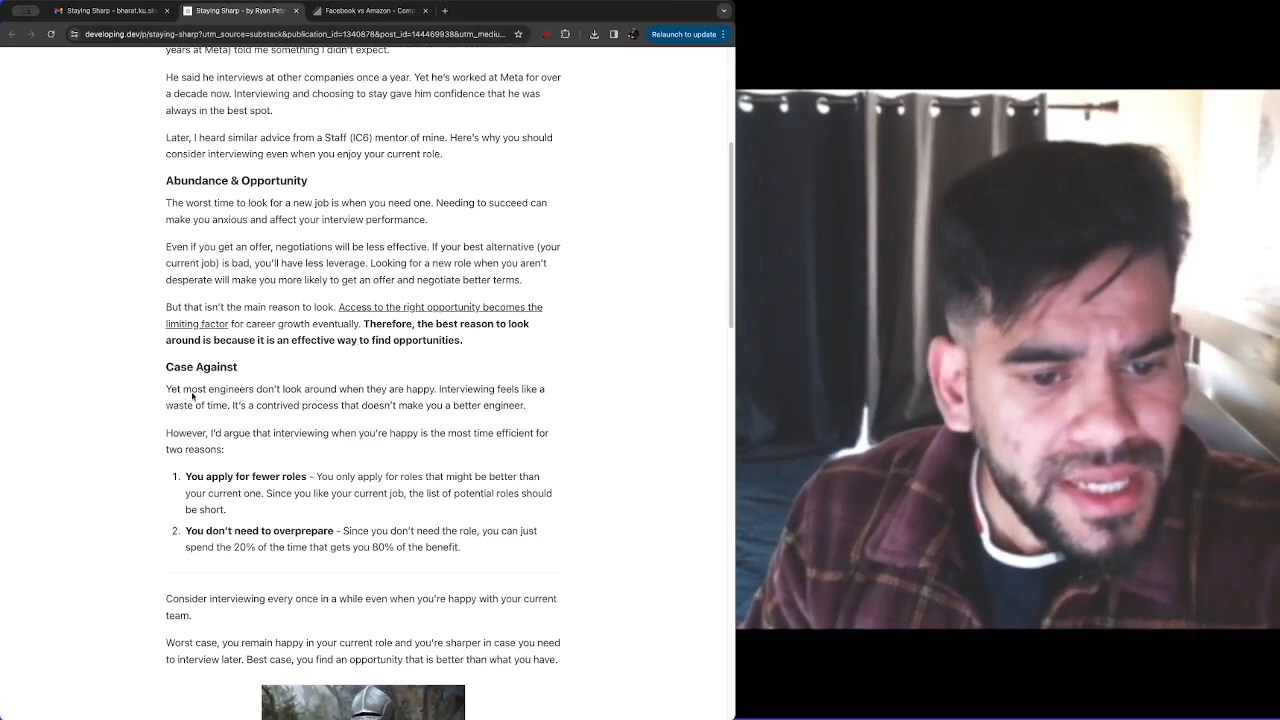 Staying Sharp - bharat.ku.sin
Staying Sharp - by Ryan Pete
Facebook vs Amazon – Comp
developing.dev/p/staying-sharp?utm_source=substack&publication_id=1340878&post_id=144469938&utm_mediu...
Relaunch to update
years at Meta) told me something I didn't expect.
He said he interviews at other companies once a year. Yet he's worked at Meta for over
a decade now. Interviewing and choosing to stay gave him confidence that he was
always in the best spot.
Later, I heard similar advice from a Staff (IC6) mentor of mine. Here's why you should
consider interviewing even when you enjoy your current role.
Abundance & Opportunity
The worst time to look for a new job is when you need one. Needing to succeed can
make you anxious and affect your interview performance.
Even if you get an offer, negotiations will be less effective. If your best alternative (your
current job) is bad, you'll have less leverage. Looking for a new role when you aren't
desperate will make you more likely to get an offer and negotiate better terms.
But that isn't the main reason to look. Access to the right opportunity becomes the
limiting factor for career growth eventually. Therefore, the best reason to look
around is because it is an effective way to find opportunities.
Case Against
Yet most engineers don't look around when they are happy. Interviewing feels like a
waste of time. It's a contrived process that doesn't make you a better engineer.
However, I'd argue that interviewing when you're happy is the most time efficient for
two reasons:
1. You apply for fewer roles - You only apply for roles that might be better than
your current one. Since you like your current job, the list of potential roles should
be short.
2. You don't need to overprepare - Since you don't need the role, you can just
spend the 20% of the time that gets you 80% of the benefit.
Consider interviewing every once in a while even when you're happy with your current
team.
Worst case, you remain happy in your current role and you're sharper in case you need
to interview later. Best case, you find an opportunity that is better than what you have.